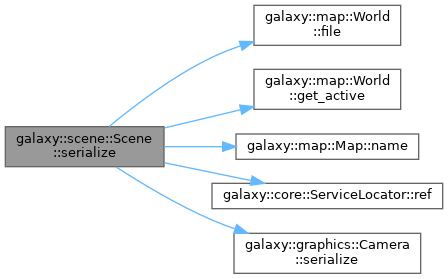 galaxy::map::World
::file
galaxy::map::World
::get_active
galaxy::scene::Scene
::serialize
galaxy::map::Map::name
galaxy::core::ServiceLocator::ref
galaxy::graphics::Camera
::serialize